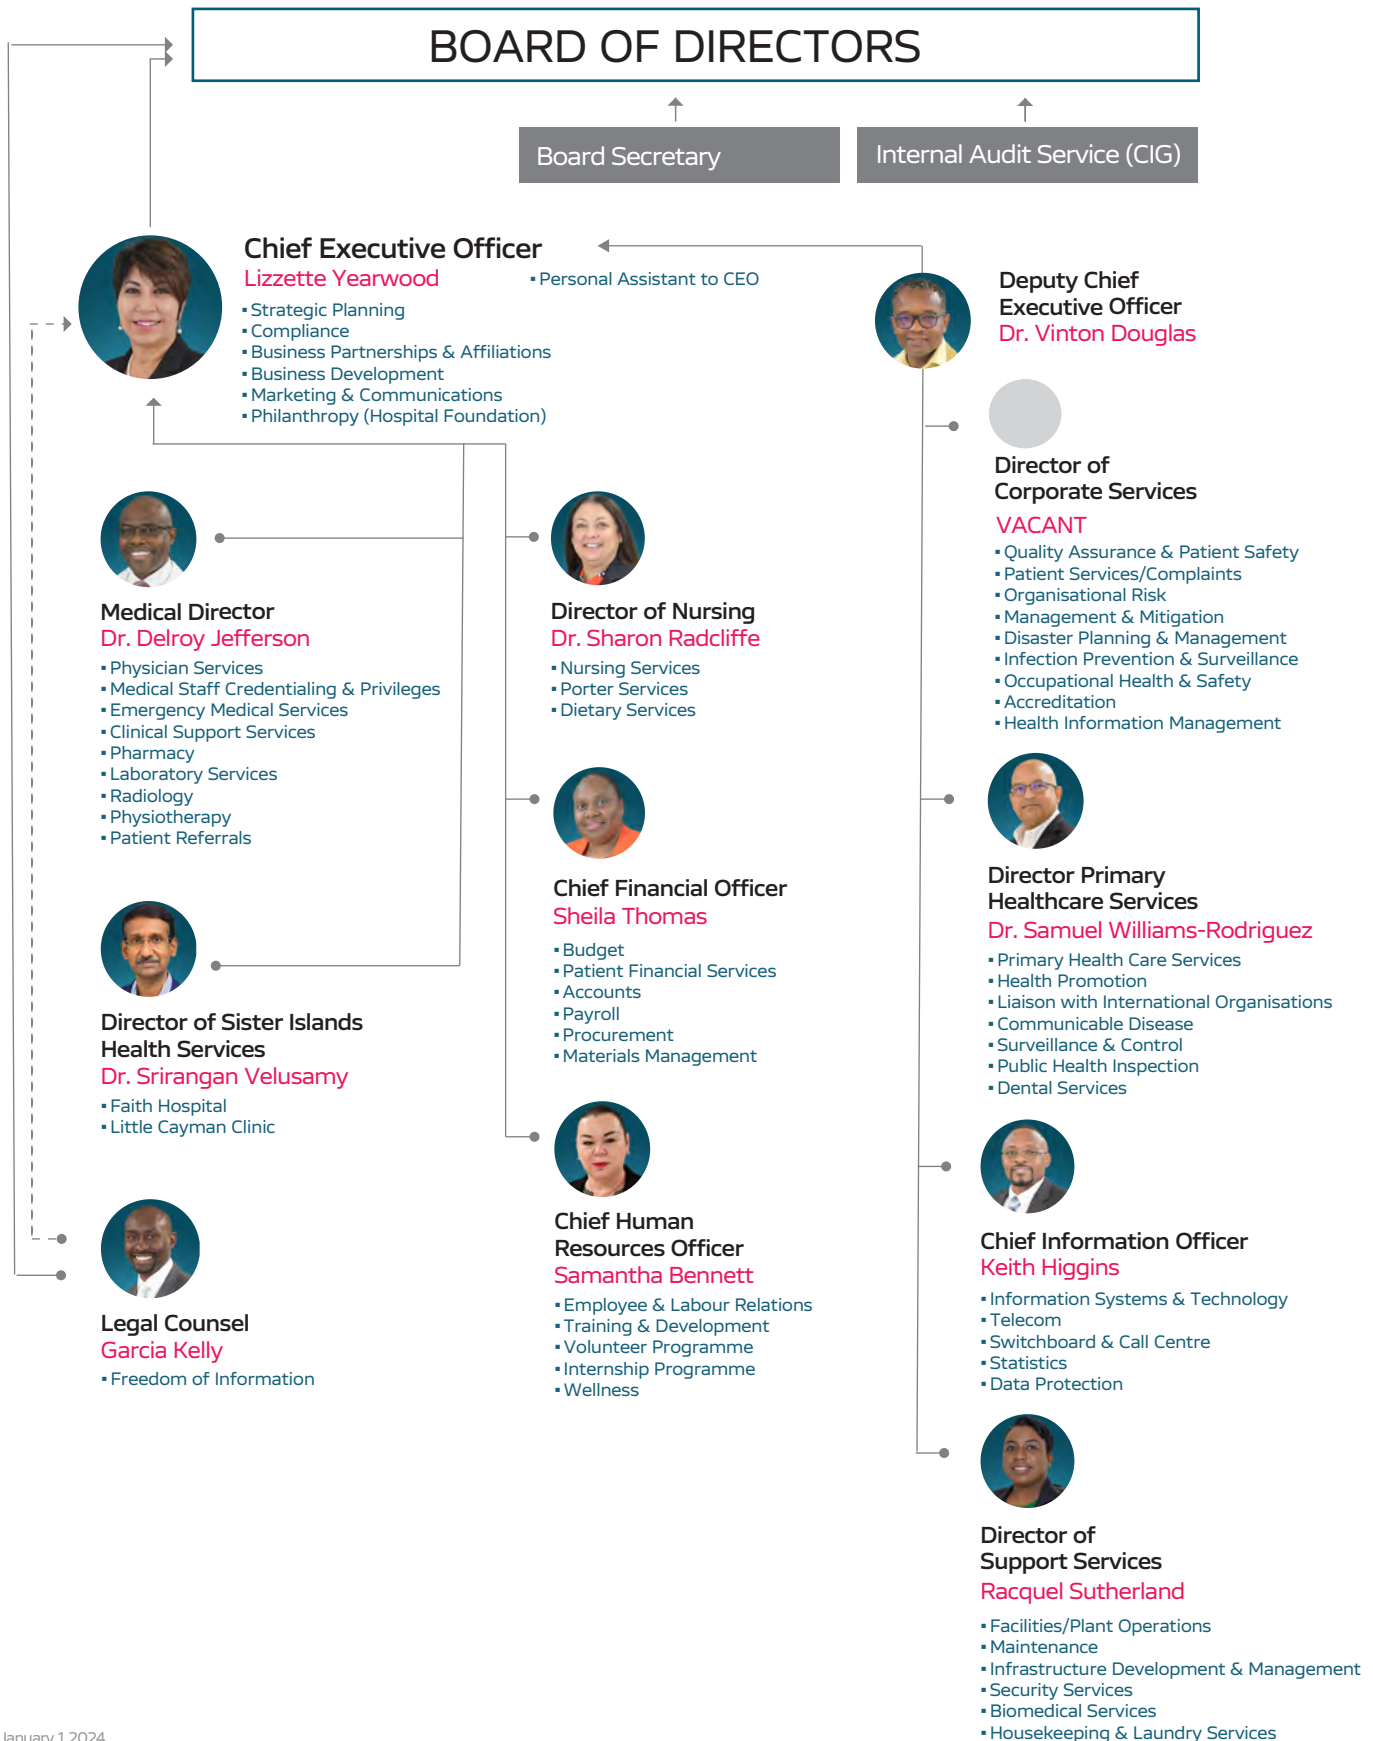 BOARD OF DIRECTORS
Board Secretary
Internal Audit Service (CIG)
Chief Executive Officer
Lizzette Yearwood
▪ Personal Assistant to CEO
▪ Strategic Planning
▪ Compliance
▪ Business Partnerships & Affiliations
▪ Business Development
▪ Marketing & Communications
▪ Philanthropy (Hospital Foundation)
Deputy Chief
Executive Officer
Dr. Vinton Douglas
Medical Director
Dr. Delroy Jefferson
▪ Physician Services
▪ Medical Staff Credentialing & Privileges
▪ Emergency Medical Services
▪ Clinical Support Services
▪ Pharmacy
▪ Laboratory Services
▪ Radiology
▪ Physiotherapy
▪ Patient Referrals
Director of Sister Islands
Health Services
Dr. Srirangan Velusamy
▪ Faith Hospital
▪ Little Cayman Clinic
Legal Counsel
Garcia Kelly
▪ Freedom of Information
Director of Nursing
Dr. Sharon Radcliffe
▪ Nursing Services
▪ Porter Services
▪ Dietary Services
Chief Financial Officer
Sheila Thomas
▪ Budget
▪ Patient Financial Services
▪ Accounts
▪ Payroll
▪ Procurement
▪ Materials Management
Chief Human
Resources Officer
Samantha Bennett
▪ Employee & Labour Relations
▪ Training & Development
▪ Volunteer Programme
▪ Internship Programme
▪ Wellness
Director of
Corporate Services
VACANT
▪ Quality Assurance & Patient Safety
▪ Patient Services/Complaints
▪ Organisational Risk
▪ Management & Mitigation
▪ Disaster Planning & Management
▪ Infection Prevention & Surveillance
▪ Occupational Health & Safety
▪ Accreditation
▪ Health Information Management
Director Primary
Healthcare Services
Dr. Samuel Williams-Rodriguez
▪ Primary Health Care Services
▪ Health Promotion
▪ Liaison with International Organisations
▪ Communicable Disease
▪ Surveillance & Control
▪ Public Health Inspection
▪ Dental Services
Chief Information Officer
Keith Higgins
▪ Information Systems & Technology
▪ Telecom
▪ Switchboard & Call Centre
▪ Statistics
▪ Data Protection
Director of
Support Services
Racquel Sutherland
▪ Facilities/Plant Operations
▪ Maintenance
▪ Infrastructure Development & Management
▪ Security Services
▪ Biomedical Services
▪ Housekeeping & Laundry Services
January 1 2024